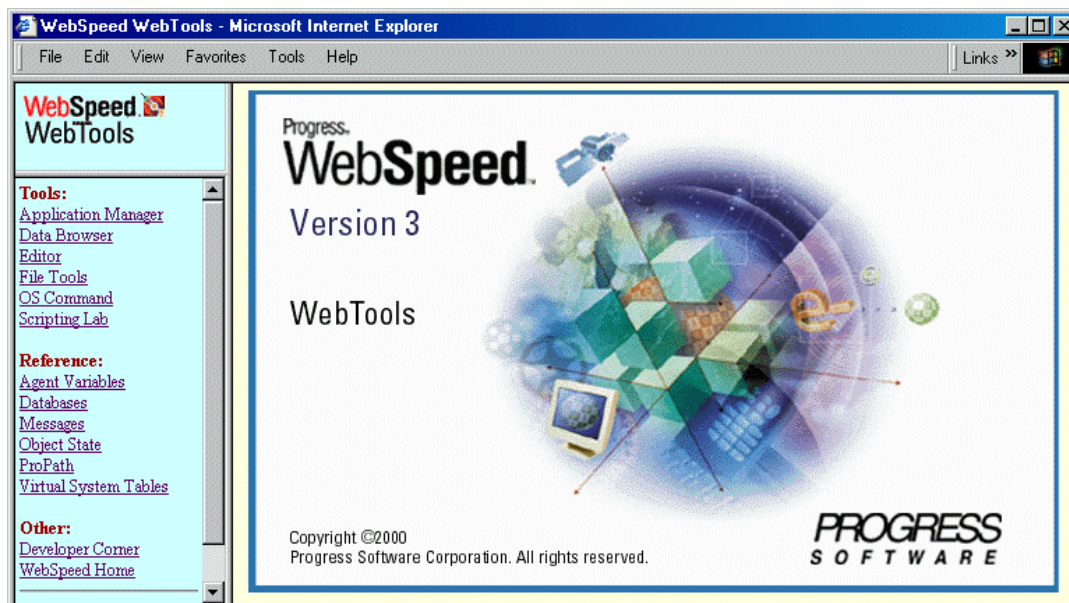 WebSpeed WebTools - Microsoft Internet Explorer
File Edit View Favorites Tools Help Links »
WebSpeed
WebTools
Tools:
Application Manager
Data Browser
Editor
File Tools
OS Command
Scripting Lab
Reference:
Agent Variables
Databases
Messages
Object State
ProPath
Virtual System Tables
Other:
Developer Corner
WebSpeed Home
Progress.
WebSpeed.
Version 3
WebTools
@
e
Copyright ©2000
Progress Software Corporation. All rights reserved.
PROGRESS
SOFTWARE